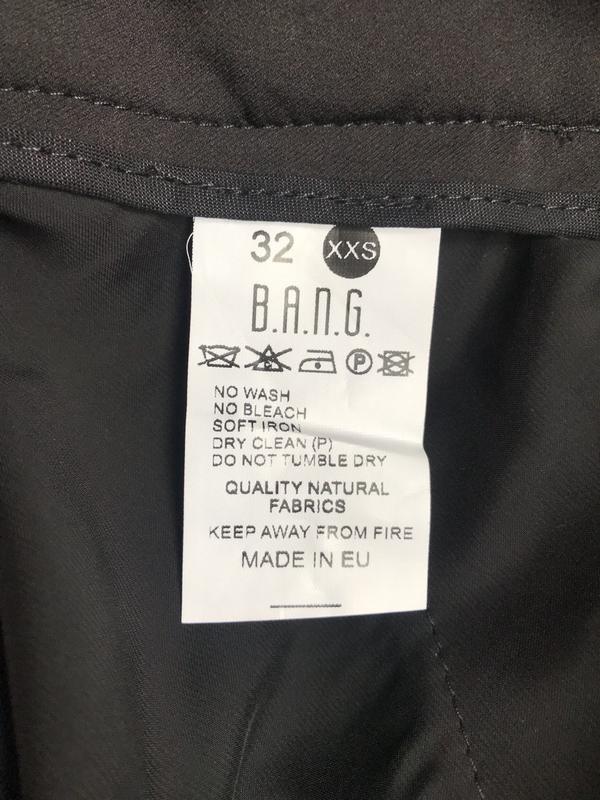 32 XXS
B.A.N.G.
P
NO WASH
NO BLEACH
SOFT IRON
DRY CLEAN (P)
DO NOT TUMBLE DRY
QUALITY NATURAL
FABRICS
KEEP AWAY FROM FIRE
MADE IN EU